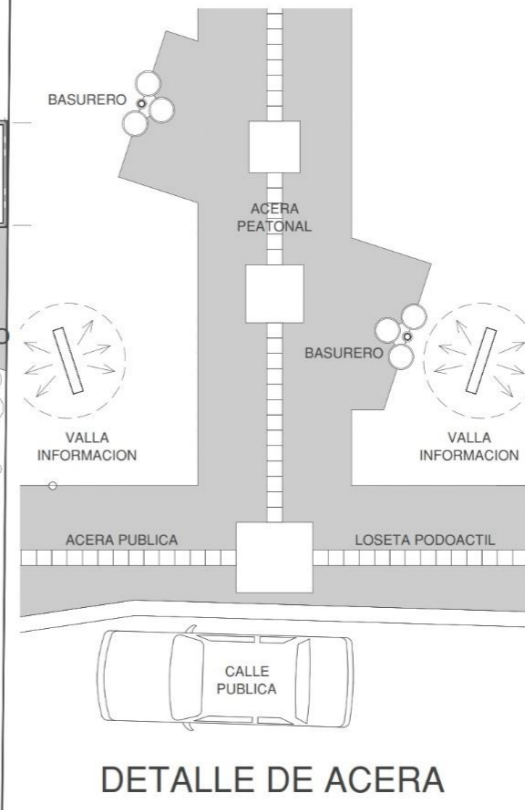 BASURERO
ACERA
PEATONAL
BASURERO
VALLA
INFORMACION
VALLA
INFORMACION
ACERA PUBLICA
LOSETA PODOACTIL
CALLE
PUBLICA
DETALLE DE ACERA